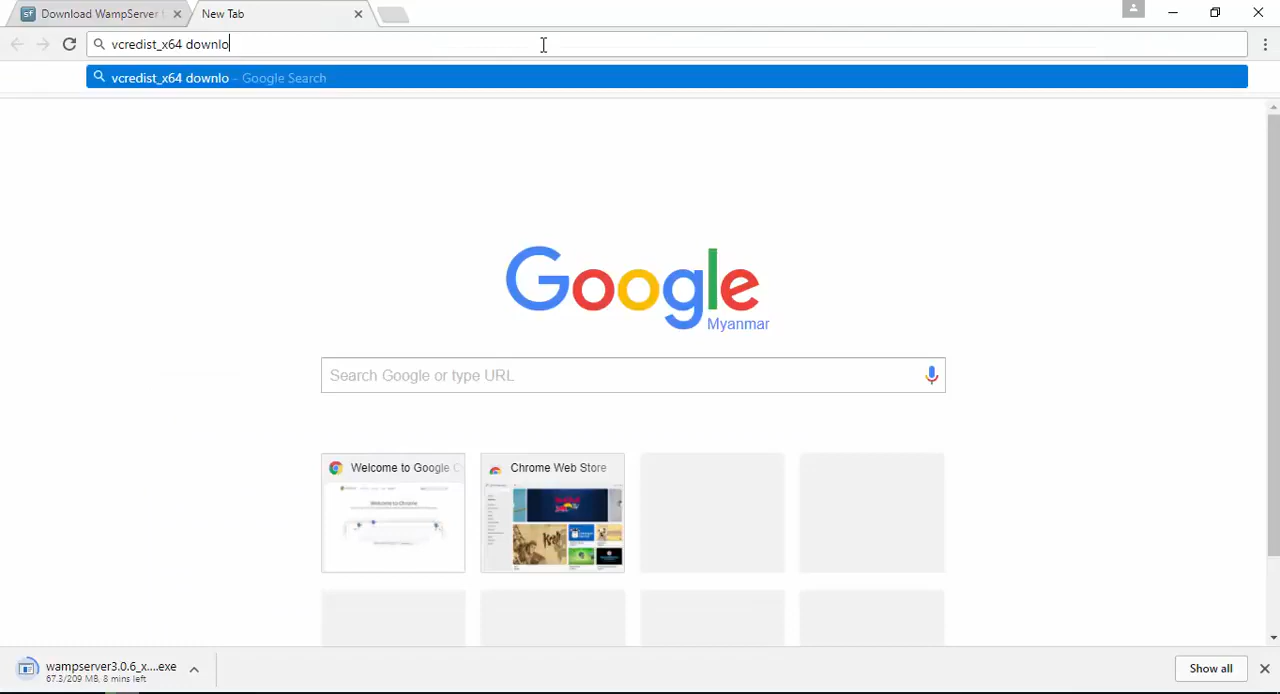 Download WampServer
New Tab
vcredist_x64 downlo
vcredist_x64 downlo – Google Search
Google
Myanmar
Search Google or type URL
Welcome to Google
Chrome Web Store
wampserver3.0.6_x....exe
67.3/209 MB, 8 mins left
Show all